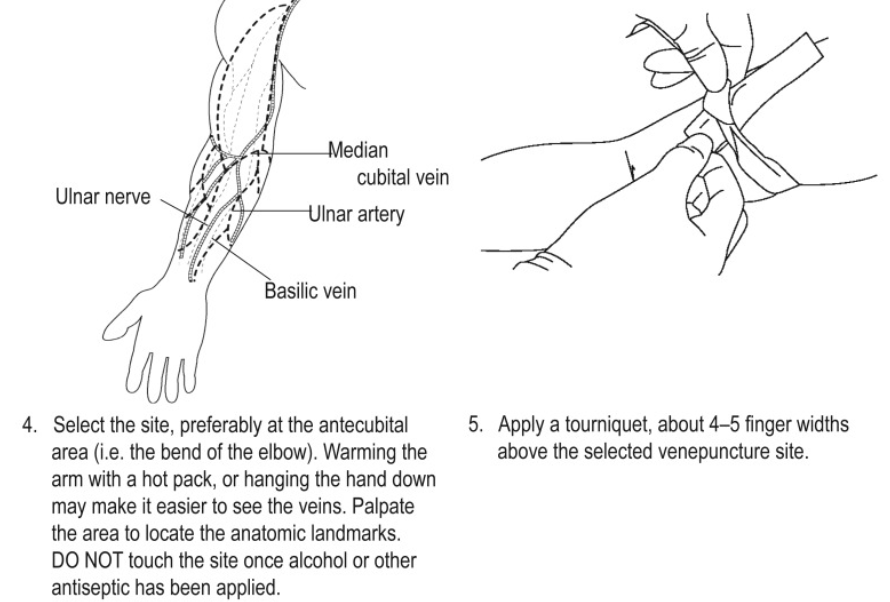 Median
cubital vein
Ulnar nerve
Ulnar artery
Basilic vein
4. Select the site, preferably at the antecubital
area (i.e. the bend of the elbow). Warming the
arm with a hot pack, or hanging the hand down
may make it easier to see the veins. Palpate
the area to locate the anatomic landmarks.
DO NOT touch the site once alcohol or other
antiseptic has been applied.
5. Apply a tourniquet, about 4–5 finger widths
above the selected venepuncture site.